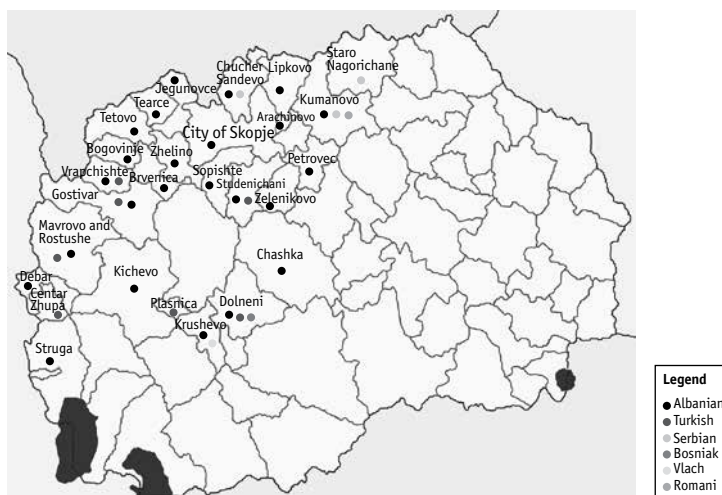 Staro
Nagorichane
Chucher
Sandevo
Lipkovo
Jegunovce
Kumanovo
Tearce
Arachinovo
Tetovo
City of Skopje
Bogovinje
Zhelino
Petrovec
Vrapchishte
Brvenica
Sopishte
Studenichani
Zelenikovo
Gostivar
Mavrovo and
Rostushe
Chashka
Kichevo
Debar
Centar
Zhupa
Plasnica
Dolneni
Krushevo
Struga
Legend
Albanian
Turkish
Serbian
Bosniak
Vlach
Romani